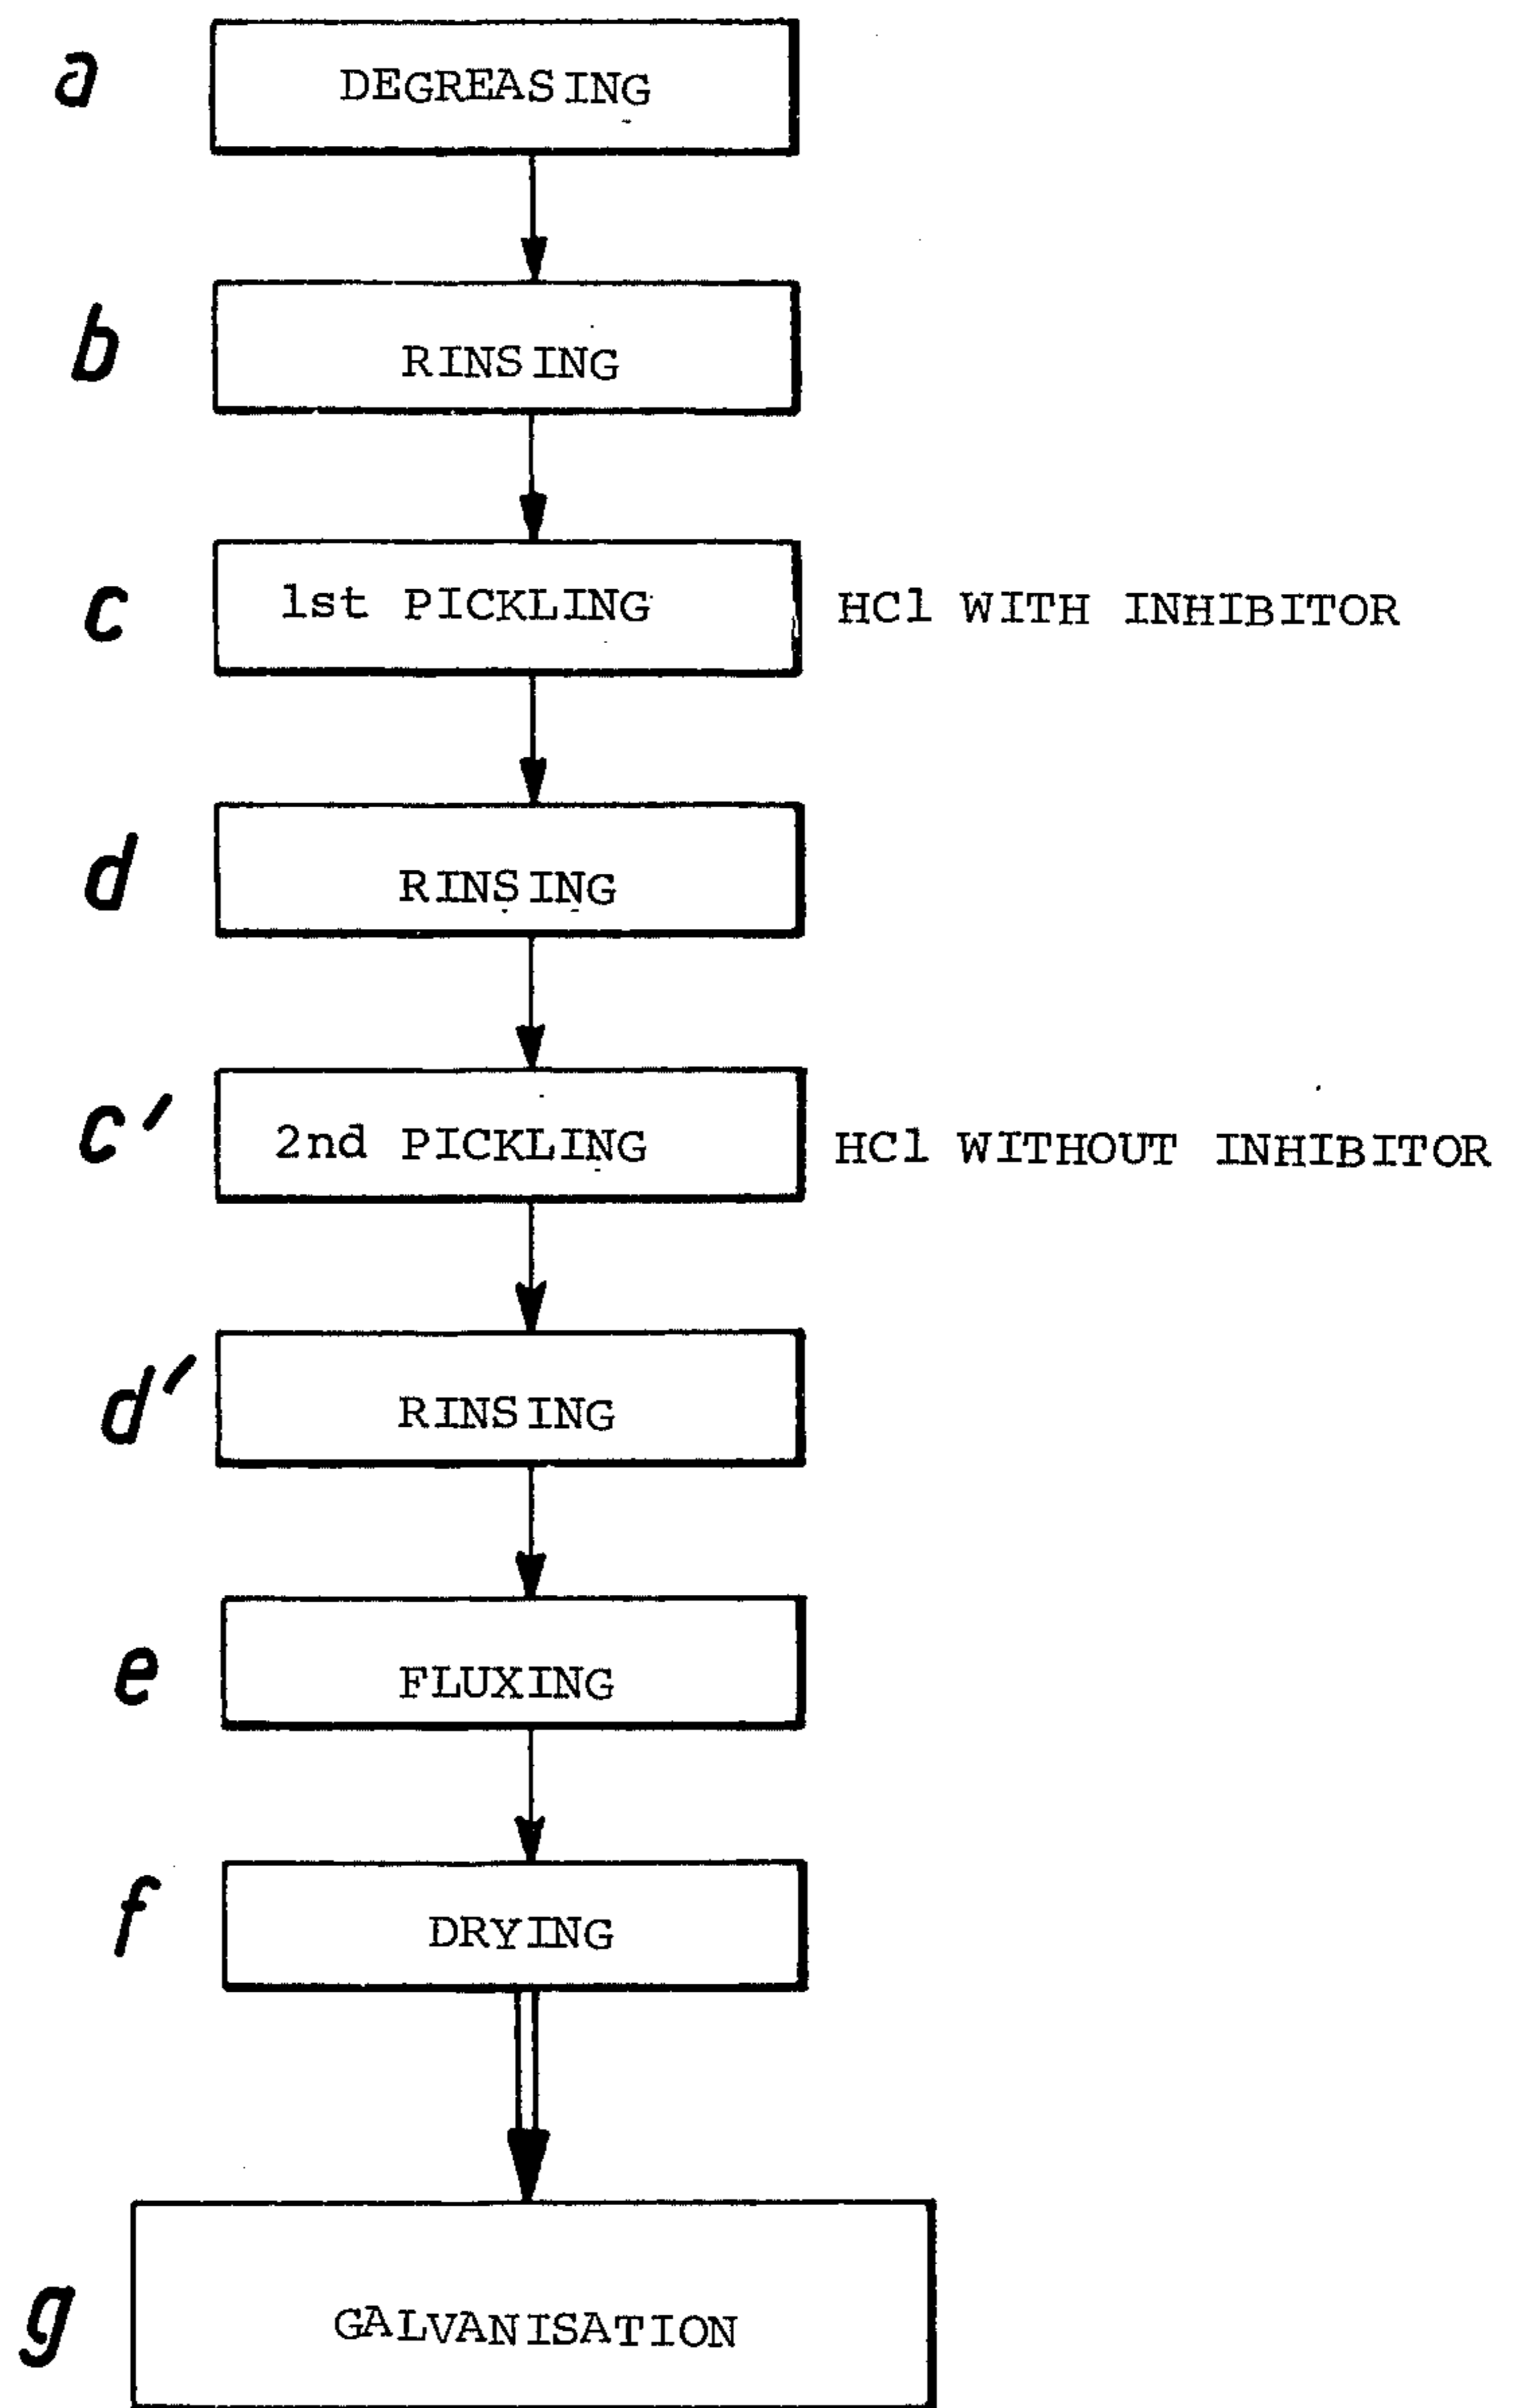 a DEGREASING
b RINSING
c 1st PICKLING HCl WITH INHIBITOR
d RINSING
c' 2nd PICKLING HCl WITHOUT INHIBITOR
d' RINSING
e FLUXING
f DRYING
g GALVANISATION